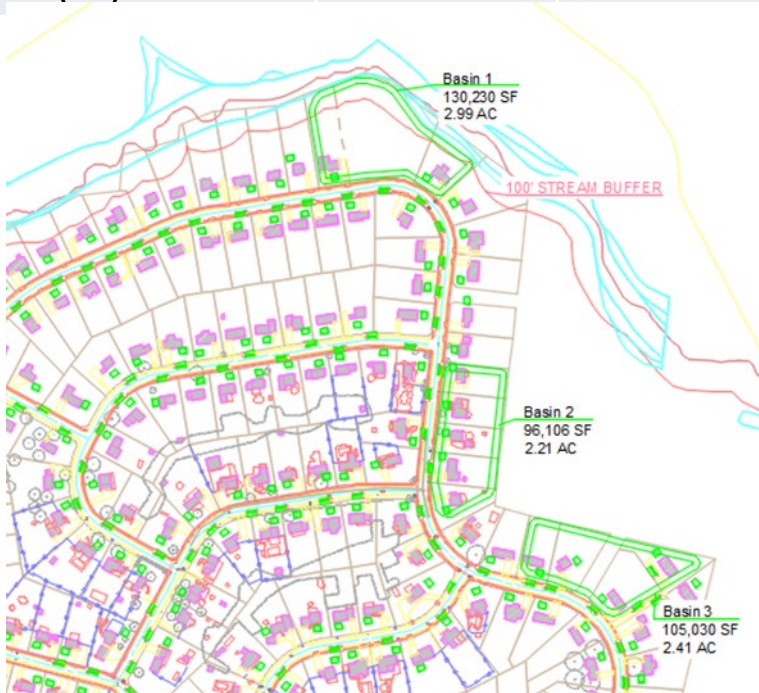 Basin 1
130,230 SF
2.99 AC
100' STREAM BUFFER
Basin 2
96,106 SF
2.21 AC
Basin 3
105,030 SF
2.41 AC